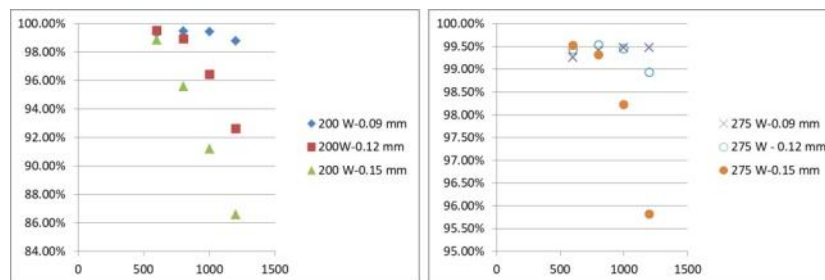 100.00%
98.00%
96.00%
94.00%
92.00%
90.00%
88.00%
86.00%
84.00%
0 500 1000 1500
200 W-0.09 mm
200W-0.12 mm
200 W-0.15 mm
100.00%
99.50%
99.00%
98.50%
98.00%
97.50%
97.00%
96.50%
96.00%
95.50%
95.00%
0 500 1000 1500
275 W-0.09 mm
275 W - 0.12 mm
275 W-0.15 mm